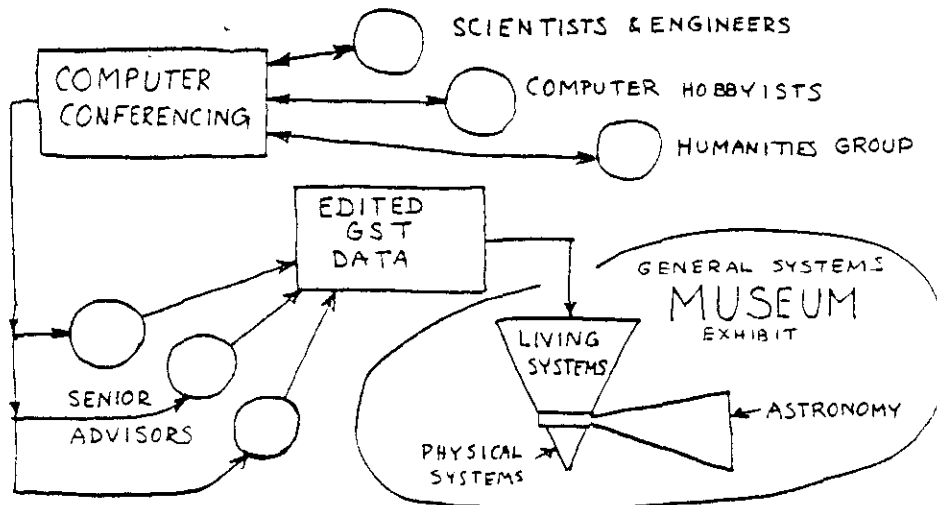 SCIENTISTS & ENGINEERS
COMPUTER
CONFERENCING
COMPUTER HOBBYISTS
HUMANITIES GROUP
EDITED
GST
DATA
GENERAL SYSTEMS
MUSEUM
EXHIBIT
LIVING
SYSTEMS
SENIOR
ADVISORS
ASTRONOMY
PHYSICAL
SYSTEMS